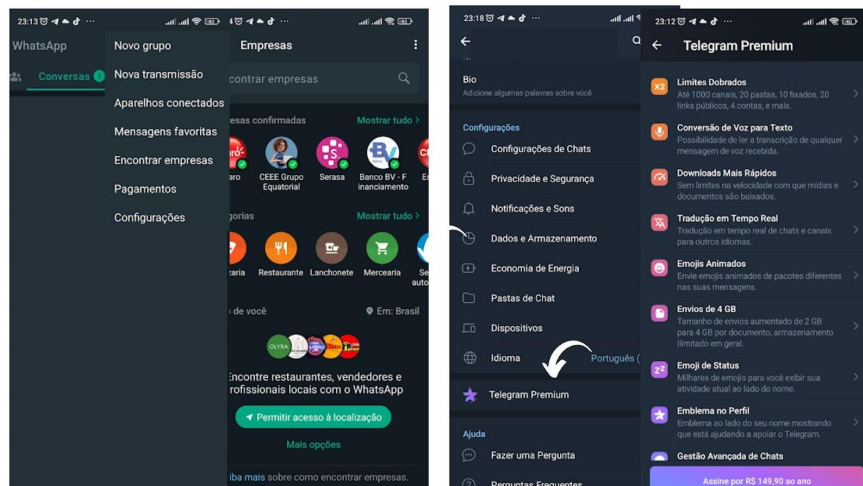 23:13
WhatsApp
Conversas
Novo grupo
Nova transmissão
Aparelhos conectados
Mensagens favoritas
Encontrar empresas
Pagamentos
Configurações
Empresas
contrar empresas
esas confirmadas
Mostrar tudo >
aro
CEEE Grupo
Equatorial
Serasa
Banco BV - F
inanciamento
gorias
Mostrar tudo >
zaria
Restaurante
Lanchonete
Mercearia
Se
auto
de você
Em: Brasil
Encontre restaurantes, vendedores e
rofissionais locais com o WhatsApp
Permitir acesso à localização
Mais opções
iba mais sobre como encontrar empresas.
23:18
Bio
Adicione algumas palavras sobre você
Configurações
Configurações de Chats
Privacidade e Segurança
Notificações e Sons
Dados e Armazenamento
Economia de Energia
Pastas de Chat
Dispositivos
Idioma
Português (
Telegram Premium
Ajuda
Fazer uma Pergunta
Perguntas Frequentes
23:12
Telegram Premium
X2
Limites Dobrados
Até 1000 canais, 20 pastas, 10 fixados, 20
links públicos, 4 contas, e mais.
Conversão de Voz para Texto
Possibilidade de ler a transcrição de qualquer
mensagem de voz recebida.
Downloads Mais Rápidos
Sem limites na velocidade com que mídias e
documentos são baixados.
Tradução em Tempo Real
Tradução em tempo real de chats e canais
para outros idiomas.
Emojis Animados
Envie emojis animados de pacotes diferentes
nas suas mensagens.
Envios de 4 GB
Tamanho de envios aumentado de 2 GB
para 4 GB por documento, armazenamento
ilimitado em geral.
Emoji de Status
Milhares de emojis para você exibir sua
atividade atual ao lado do nome.
Emblema no Perfil
Emblema ao lado do seu nome mostrando
que está ajudando a apoiar o Telegram.
Gestão Avançada de Chats
Assine por R$ 149,90 ao ano